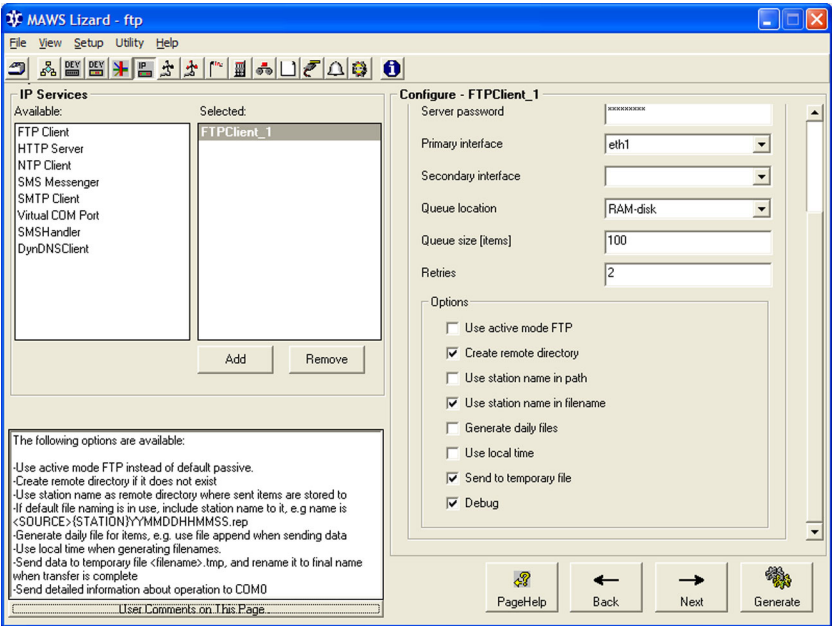 MAWS Lizard - ftp
File View Setup Utility Help
DEV DEV IP
IP Services
Available:
Selected:
FTP Client
HTTP Server
NTP Client
SMS Messenger
SMTP Client
Virtual COM Port
SMSHandler
DynDNSClient
FTPClient_1
Add
Remove
The following options are available:
-Use active mode FTP instead of default passive.
-Create remote directory if it does not exist
-Use station name as remote directory where sent items are stored to
-If default file naming is in use, include station name to it, e.g name is
<SOURCE>{STATION}YYMMDDHHMMSS.rep
-Generate daily file for items, e.g. use file append when sending data
-Use local time when generating filenames.
-Send data to temporary file <filename>.tmp, and rename it to final name
when transfer is complete
-Send detailed information about operation to COM0
User Comments on This Page .
Configure - FTPClient_1
Server password
×××××××××
Primary interface
eth1
Secondary interface
Queue location
RAM-disk
Queue size [items]
100
Retries
2
Options
Use active mode FTP
Create remote directory
Use station name in path
Use station name in filename
Generate daily files
Use local time
Send to temporary file
Debug
PageHelp
Back
Next
Generate